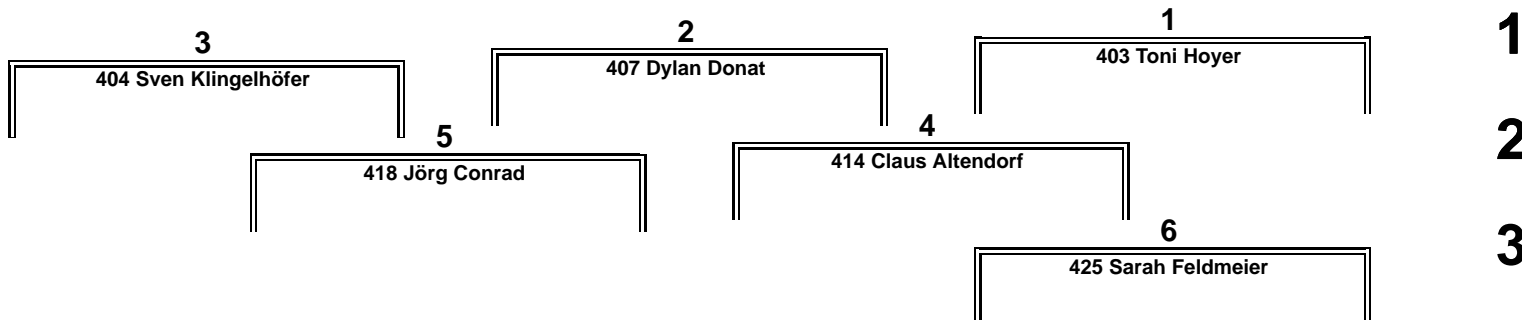 3
404 Sven Klingelhöfer
2
407 Dylan Donat
1
403 Toni Hoyer
1
5
418 Jörg Conrad
4
414 Claus Altendorf
2
6
425 Sarah Feldmeier
3